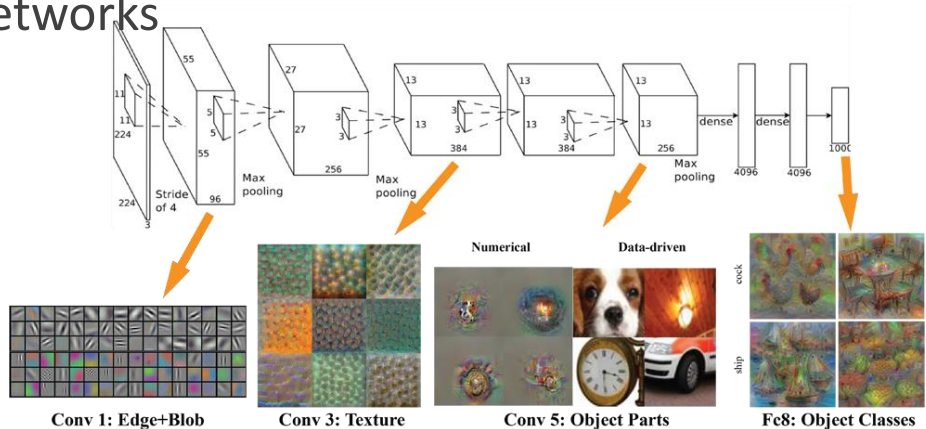 etworks
55
27
13
13
13
11
11
224
5
5
55
27
3
3
13
3
3
13
3
3
13
dense
dense
1000
384
384
256
4096
4096
256
Max
pooling
Max
pooling
Max
pooling
Stride
of 4
96
224
3
Numerical
Data-driven
cock
ship
Conv 1: Edge+Blob
Conv 3: Texture
Conv 5: Object Parts
Fc8: Object Classes